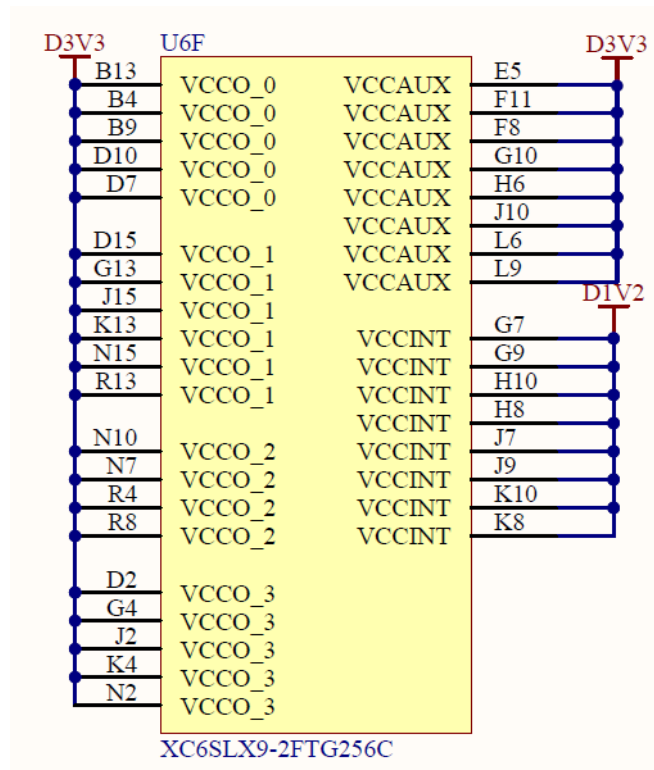 D3V3 U6F D3V3
B13 VCCO_0 VCCAUX E5
B4 VCCO_0 VCCAUX F11
B9 VCCO_0 VCCAUX F8
D10 VCCO_0 VCCAUX G10
D7 VCCO_0 VCCAUX H6
VCCAUX J10
D15 VCCO_1 VCCAUX L6
G13 VCCO_1 VCCAUX L9
J15 VCCO_1 D1V2
K13 VCCO_1 VCCINT G7
N15 VCCO_1 VCCINT G9
R13 VCCO_1 VCCINT H10
VCCINT H8
N10 VCCO_2 VCCINT J7
N7 VCCO_2 VCCINT J9
R4 VCCO_2 VCCINT K10
R8 VCCO_2 VCCINT K8
D2 VCCO_3
G4 VCCO_3
J2 VCCO_3
K4 VCCO_3
N2 VCCO_3
XC6SLX9-2FTG256C